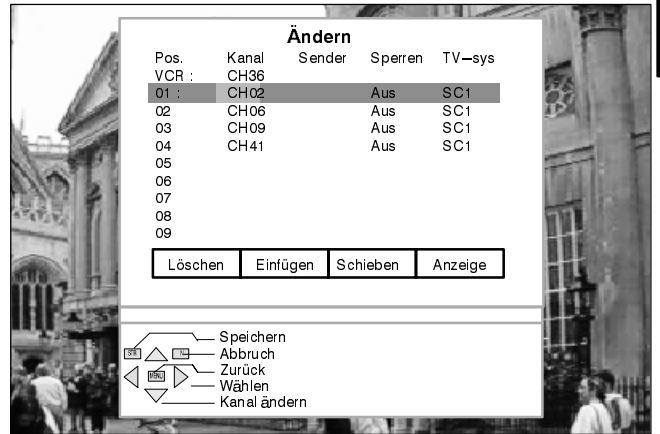 Ändern
Pos. Kanal Sender Sperren TV–sys
VCR : CH36
01 : CH02 Aus SC1
02 CH06 Aus SC1
03 CH09 Aus SC1
04 CH41 Aus SC1
05
06
07
08
09
Löschen Einfügen Schieben Anzeige
Speichern
STR N Abbruch
Zurück
MENU
Wählen
Kanal ändern